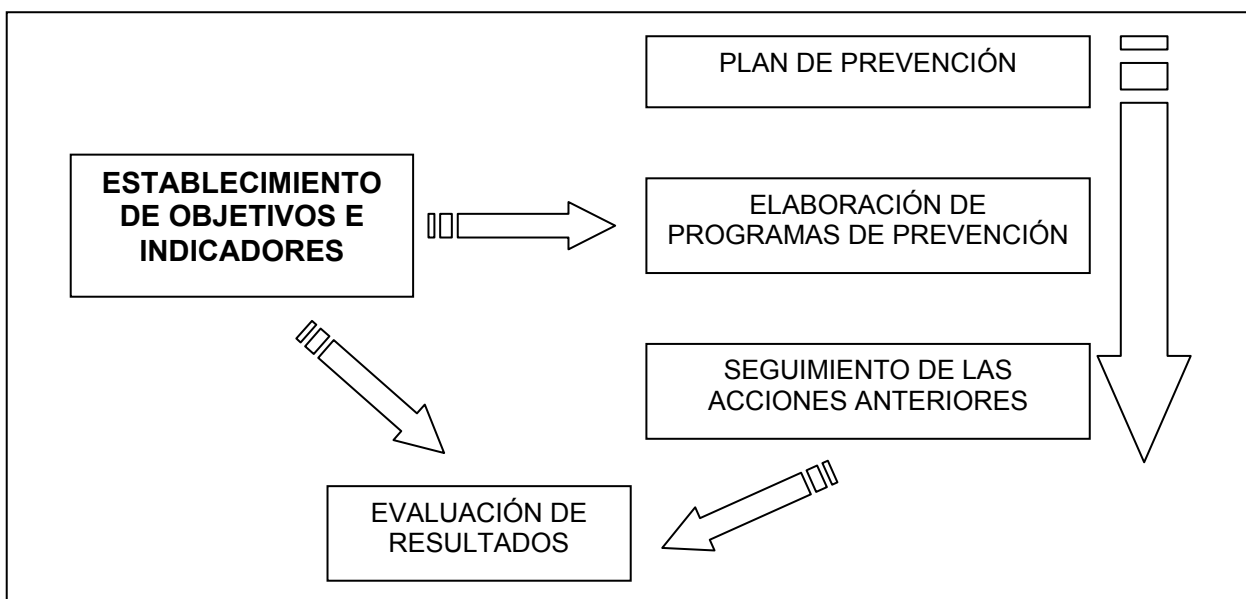 PLAN DE PREVENCIÓN
ESTABLECIMIENTO
DE OBJETIVOS E
INDICADORES
ELABORACIÓN DE
PROGRAMAS DE PREVENCIÓN
SEGUIMIENTO DE LAS
ACCIONES ANTERIORES
EVALUACIÓN DE
RESULTADOS